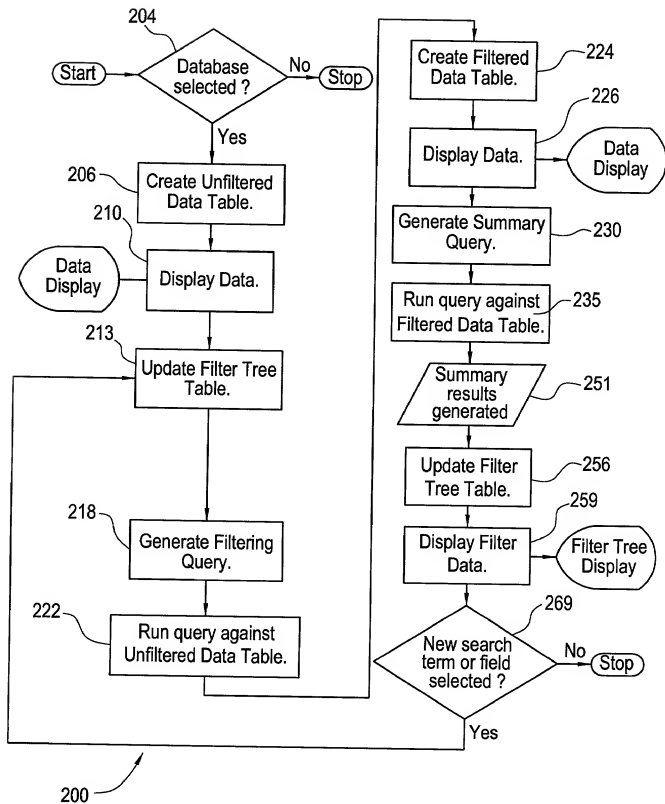 204
Start
Database
selected ?
No
Stop
Yes
206
Create Unfiltered
Data Table.
210
Data
Display
Display Data.
213
Update Filter Tree
Table.
218
Generate Filtering
Query.
222
Run query against
Unfiltered Data Table.
Create Filtered
Data Table.
224
226
Display Data.
Data
Display
Generate Summary
Query.
230
Run query against
Filtered Data Table.
235
Summary
results
generated
251
Update Filter
Tree Table.
256
259
Display Filter
Data.
Filter Tree
Display
269
New search
term or field
selected ?
No
Stop
Yes
200